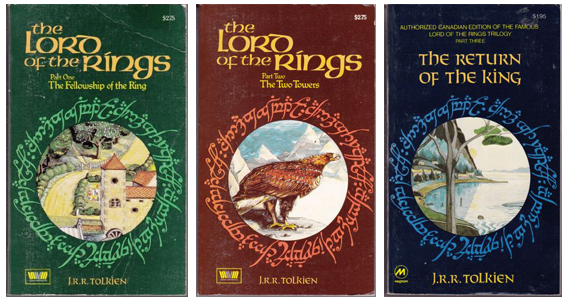 $2.25
the
LORD
of the RINGS
Part One
The Fellowship of the Ring
J.R.R. TOLKIEN
$2.75
the
LORD
of the RINGS
Part Two
The Two Towers
J.R.R. TOLKIEN
$1.95
AUTHORIZED CANADIAN EDITION OF THE FAMOUS
LORD OF THE RINGS TRILOGY
PART THREE
THE RETURN
OF THE KING
J.R.R. TOLKIEN